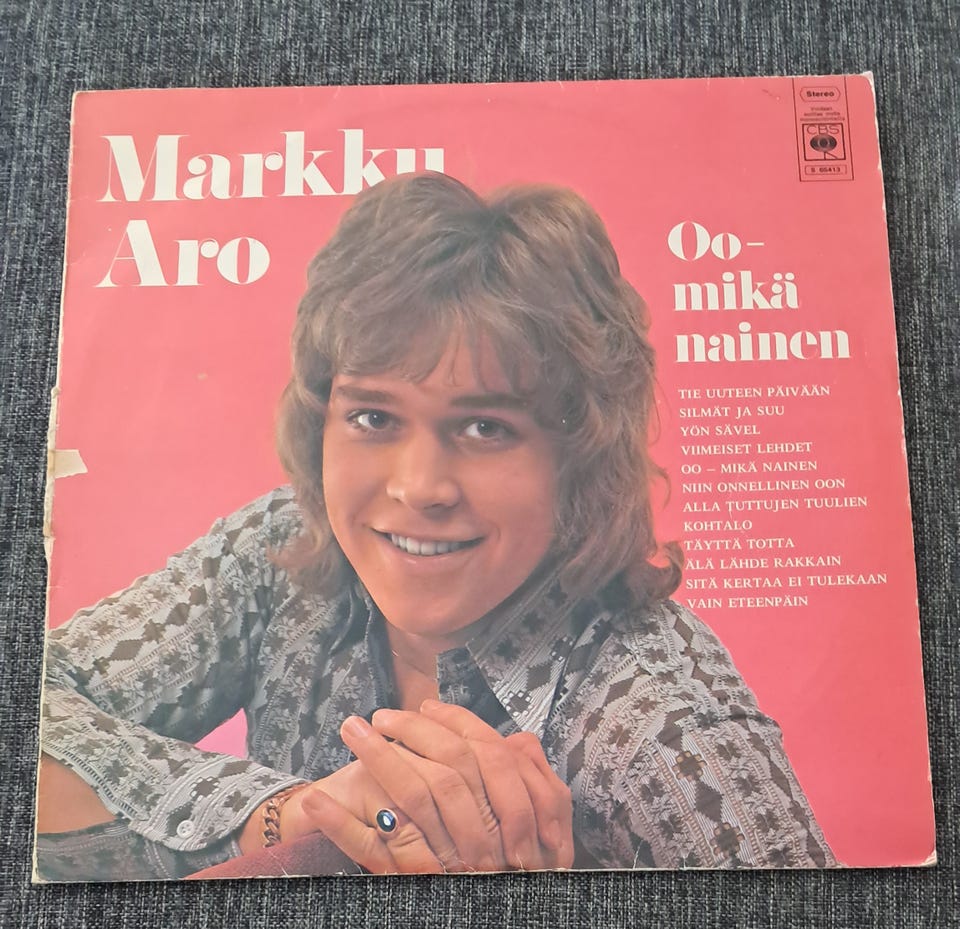 Markku
Aro
Stereo
CBS
S 65413
Oo–
mikä
nainen
TIE UUTEEN PÄIVÄÄN
SILMÄT JA SUU
YÖN SÄVEL
VIIMEISET LEHDET
OO – MIKÄ NAINEN
NIIN ONNELLINEN OON
ALLA TUTTUJEN TUULIEN
KOHTALO
TÄYTTÄ TOTTA
ÄLÄ LÄHDE RAKKAIN
SITÄ KERTAA EI TULEKAAN
VAIN ETEENPÄIN